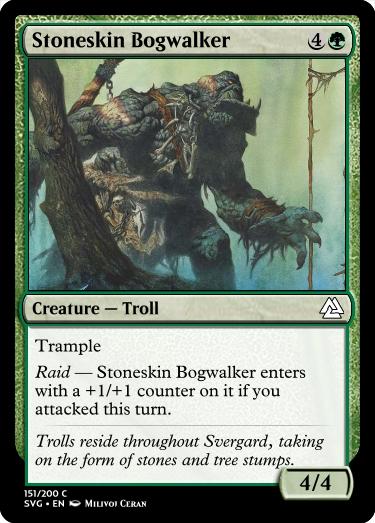 Stoneskin Bogwalker 4
Creature — Troll
Trample
Raid — Stoneskin Bogwalker enters
with a +1/+1 counter on it if you
attacked this turn.
Trolls reside throughout Svergard, taking
on the form of stones and tree stumps.
4/4
151/200 C
SVG • EN Milivoj Ceran